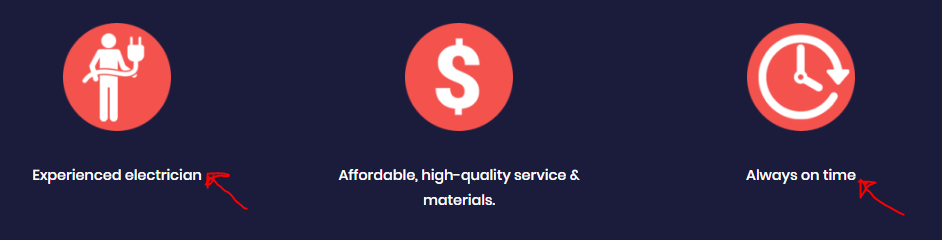 $
Experienced electrician
Affordable, high-quality service &
materials.
Always on time